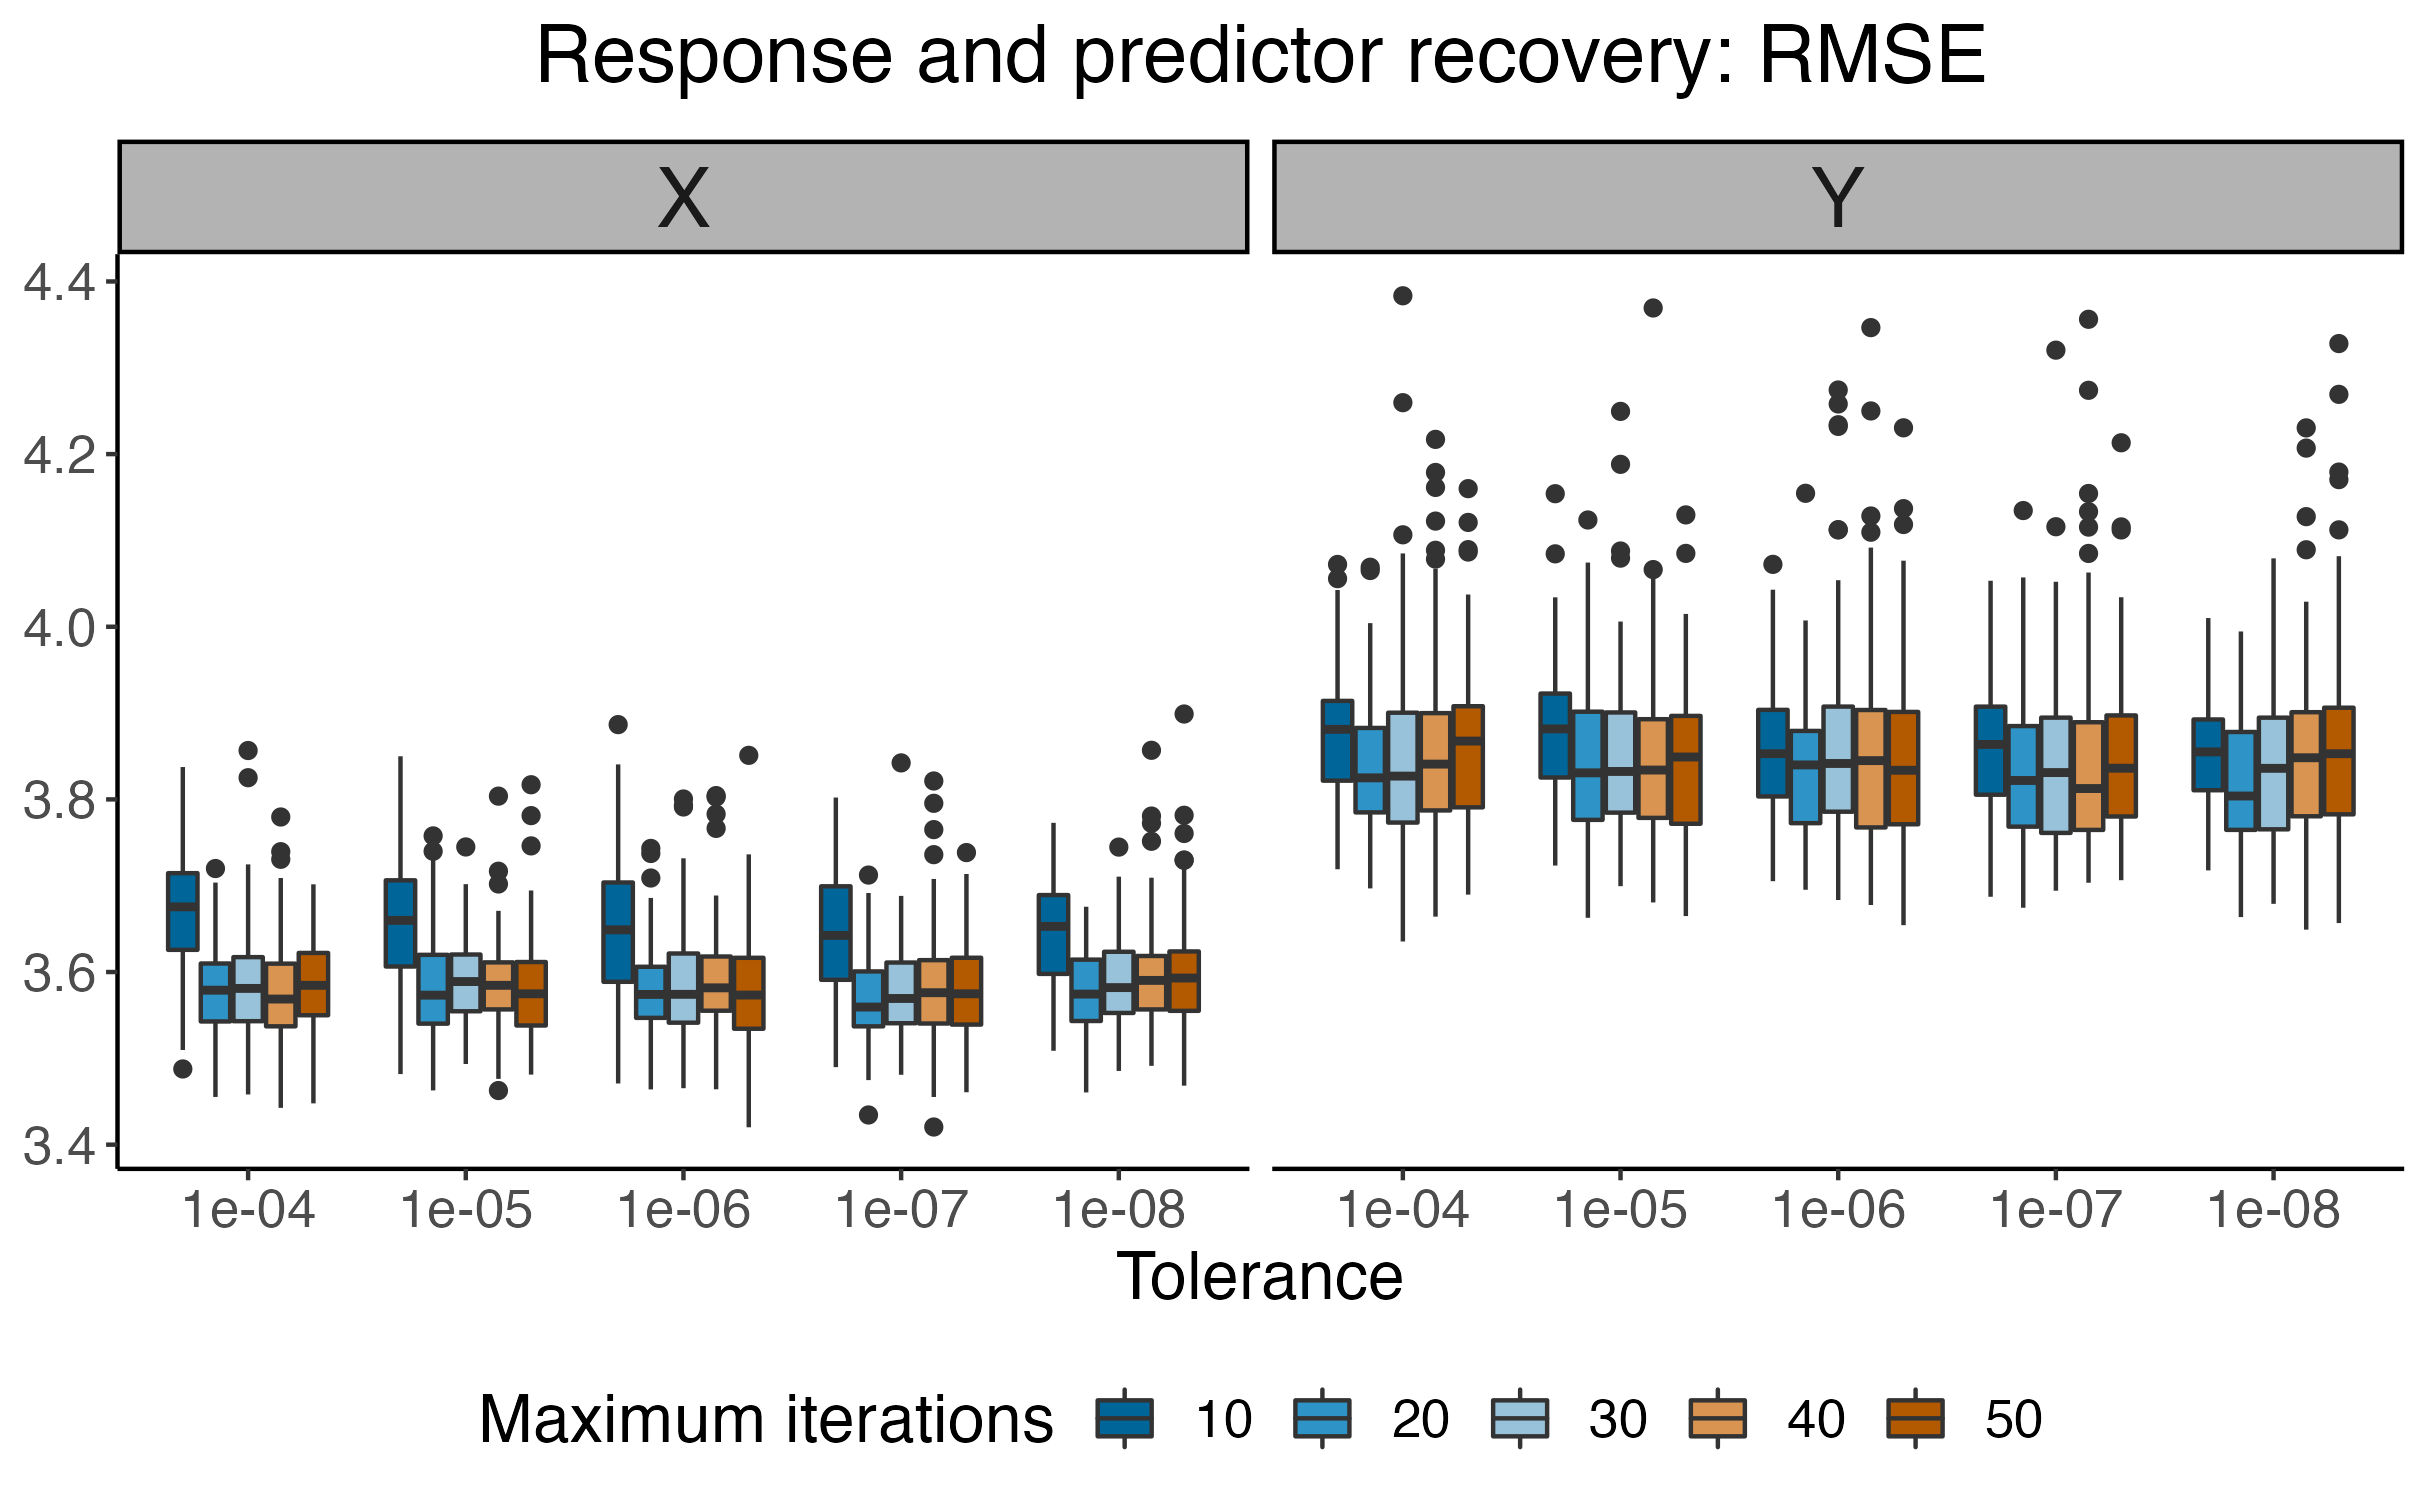 Response and predictor recovery: RMSE
X Y
4.4
4.2
4.0
3.8
3.6
3.4
1e-04 1e-05 1e-06 1e-07 1e-08 1e-04 1e-05 1e-06 1e-07 1e-08
Tolerance
Maximum iterations 10 20 30 40 50